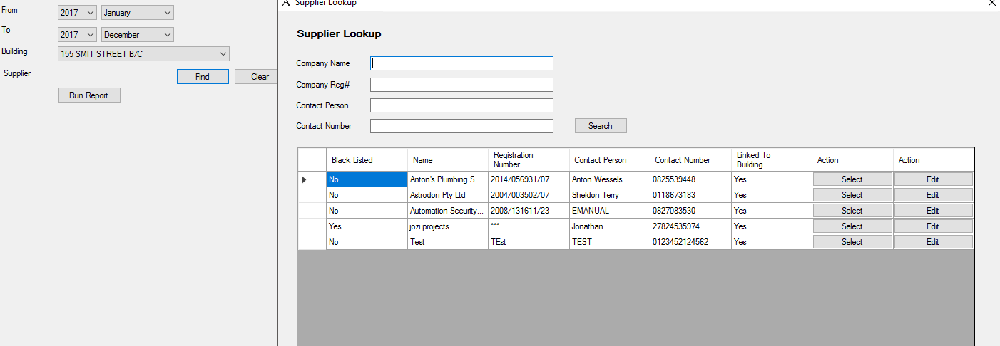 From 2017 January
To 2017 December
Building 155 SMIT STREET B/C
Supplier Find Clear
Run Report
A Supplier Lookup X
Supplier Lookup
Company Name
Company Reg#
Contact Person
Contact Number Search
Black Listed Name Registration Number Contact Person Contact Number Linked To Building Action Action
No Anton's Plumbing S... 2014/056931/07 Anton Wessels 0825539448 Yes Select Edit
No Astrodon Pty Ltd 2004/003502/07 Sheldon Terry 0118673183 Yes Select Edit
No Automation Security... 2008/131611/23 EMANUAL 0827083530 Yes Select Edit
Yes jozi projects *** Jonathan 27824535974 Yes Select Edit
No Test TEst TEST 0123452124562 Yes Select Edit